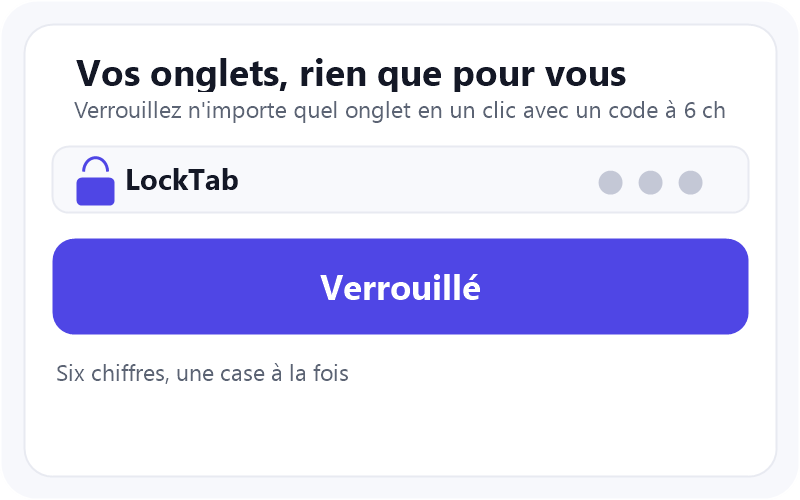 Vos onglets, rien que pour vous
Verrouillez n'importe quel onglet en un clic avec un code à 6 ch
LockTab
Verrouillé
Six chiffres, une case à la fois